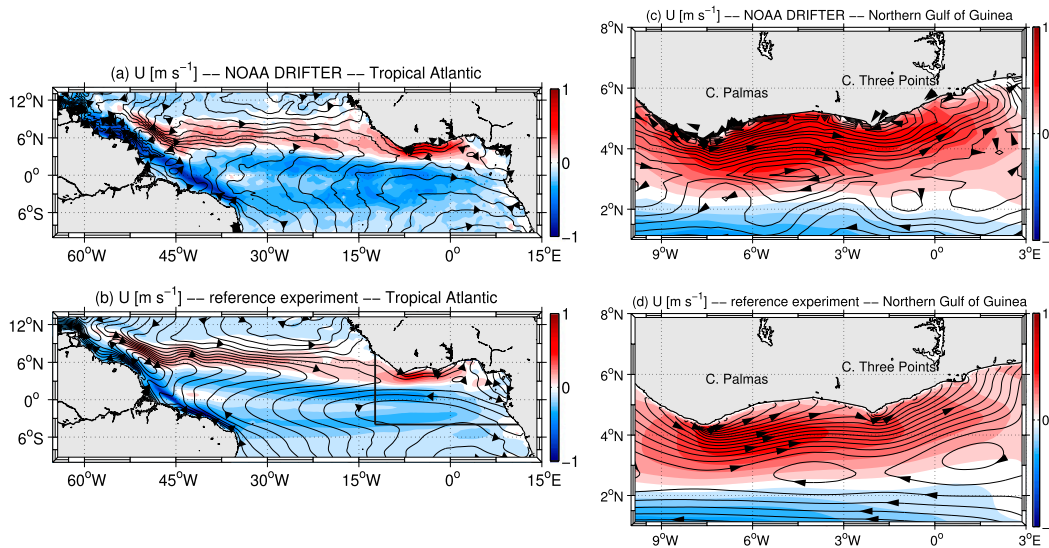 (a) U [m s⁻¹] −− NOAA DRIFTER −− Tropical Atlantic
12°N
6°N
0°
6°S
60°W 45°W 30°W 15°W 0° 15°E
1
0
−1
(b) U [m s⁻¹] −− reference experiment −− Tropical Atlantic
12°N
6°N
0°
6°S
60°W 45°W 30°W 15°W 0° 15°E
1
0
−1
(c) U [m s⁻¹] −− NOAA DRIFTER −− Northern Gulf of Guinea
8°N
6°N
4°N
2°N
C. Three Points
C. Palmas
9°W 6°W 3°W 0° 3°E
1
0
−
(d) U [m s⁻¹] −− reference experiment −− Northern Gulf of Guinea
8°N
6°N
4°N
2°N
C. Three Points
C. Palmas
9°W 6°W 3°W 0° 3°E
1
0
−